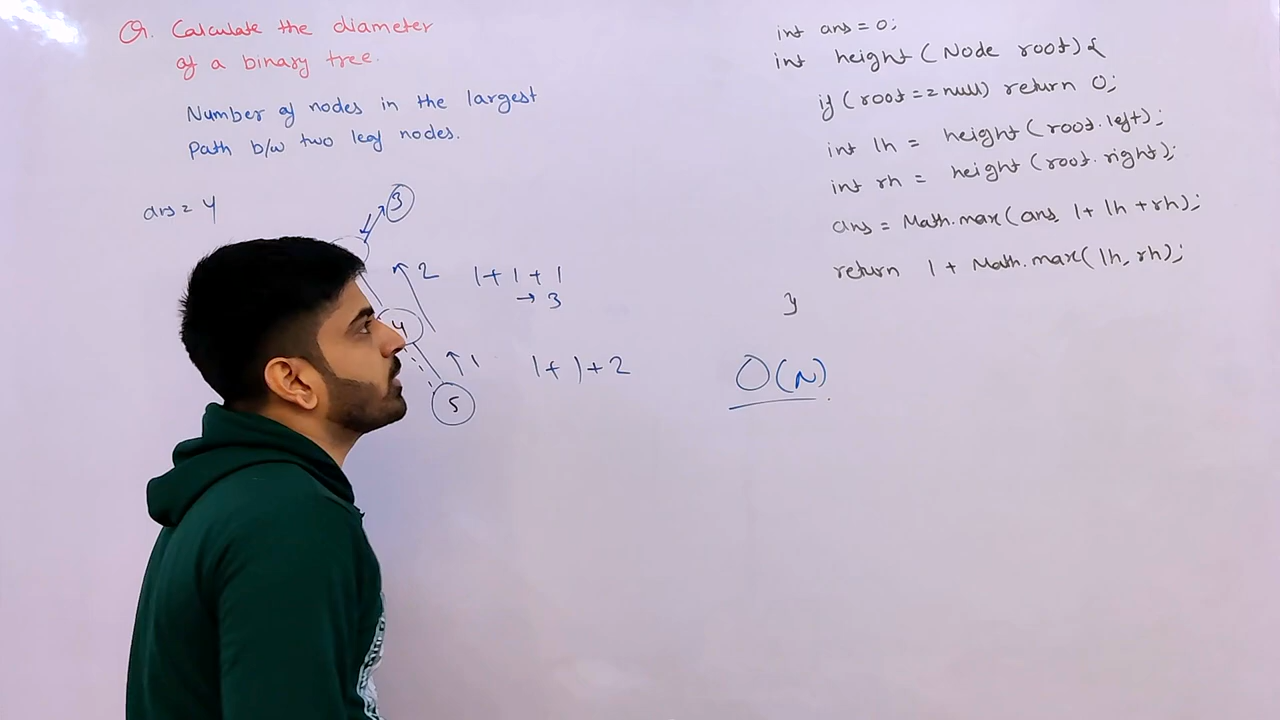 Q. Calculate the diameter
of a binary tree.
Number of nodes in the largest
Path b/w two leaf nodes.
ans = 4
3
2
1 + 1 + 1
→ 3
4
1
1 + 1 + 2
5
int ans = 0;
int height ( Node root) {
if ( root == null) return 0;
int lh = height ( root. left);
int rh = height ( root. right);
ans = Math.max( ans, 1 + lh + rh);
return 1 + Math.max( lh, rh);
}
O(N)